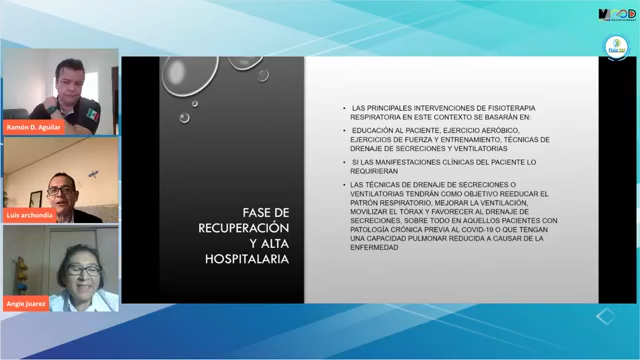 Ramón D. Aguilar
Luis archondia
Angie juarez
FASE DE
RECUPERACIÓN
Y ALTA
HOSPITALARIA
• LAS PRINCIPALES INTERVENCIONES DE FISIOTERAPIA
RESPIRATORIA EN ESTE CONTEXTO SE BASARÁN EN:
• EDUCACIÓN AL PACIENTE, EJERCICIO AERÓBICO,
EJERCICIOS DE FUERZA Y ENTRENAMIENTO, TÉCNICAS DE
DRENAJE DE SECRECIONES Y VENTILATORIAS
• SI LAS MANIFESTACIONES CLÍNICAS DEL PACIENTE LO
REQUIRIERAN
• LAS TÉCNICAS DE DRENAJE DE SECRECIONES O
VENTILATORIAS TENDRÁN COMO OBJETIVO REEDUCAR EL
PATRÓN RESPIRATORIO, MEJORAR LA VENTILACIÓN,
MOVILIZAR EL TÓRAX Y FAVORECER AL DRENAJE DE
SECRECIONES, SOBRE TODO EN AQUELLOS PACIENTES CON
PATOLOGÍA CRÓNICA PREVIA AL COVID-19 O QUE TENGAN
UNA CAPACIDAD PULMONAR REDUCIDA A CAUSAR DE LA
ENFERMEDAD